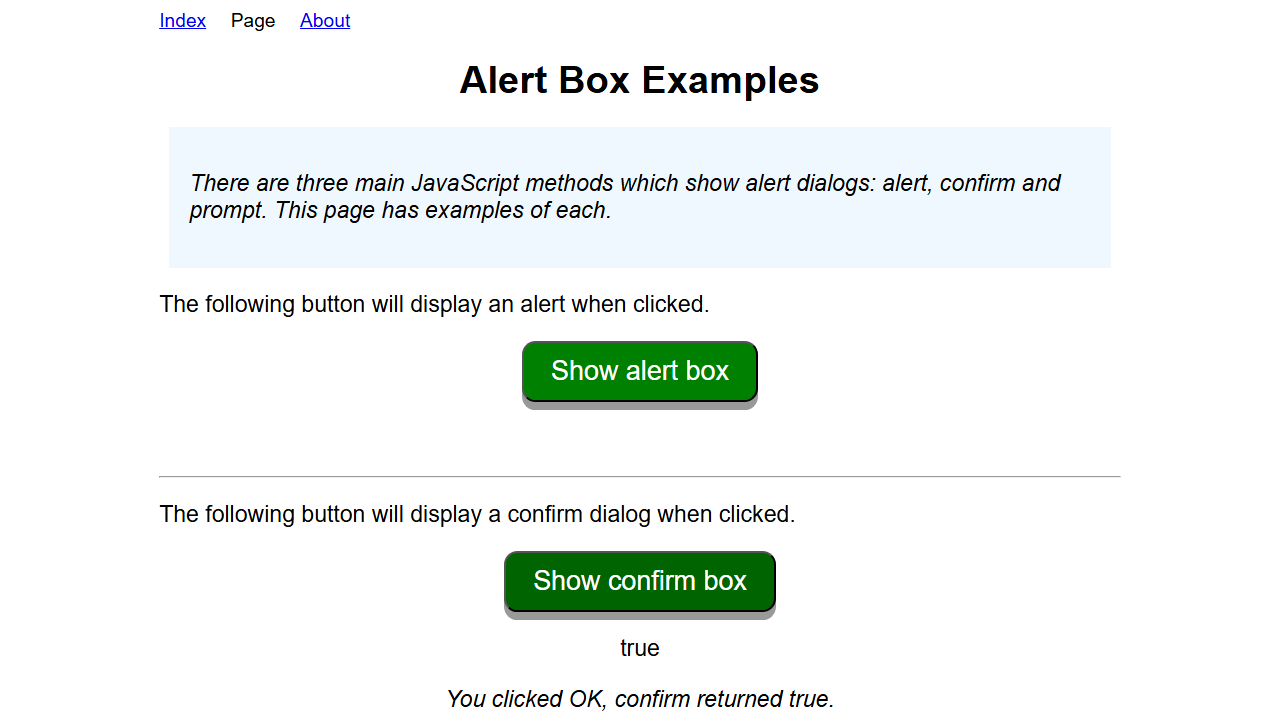 Index Page About
Alert Box Examples
There are three main JavaScript methods which show alert dialogs: alert, confirm and
prompt. This page has examples of each.
The following button will display an alert when clicked.
Show alert box
The following button will display a confirm dialog when clicked.
Show confirm box
true
You clicked OK, confirm returned true.